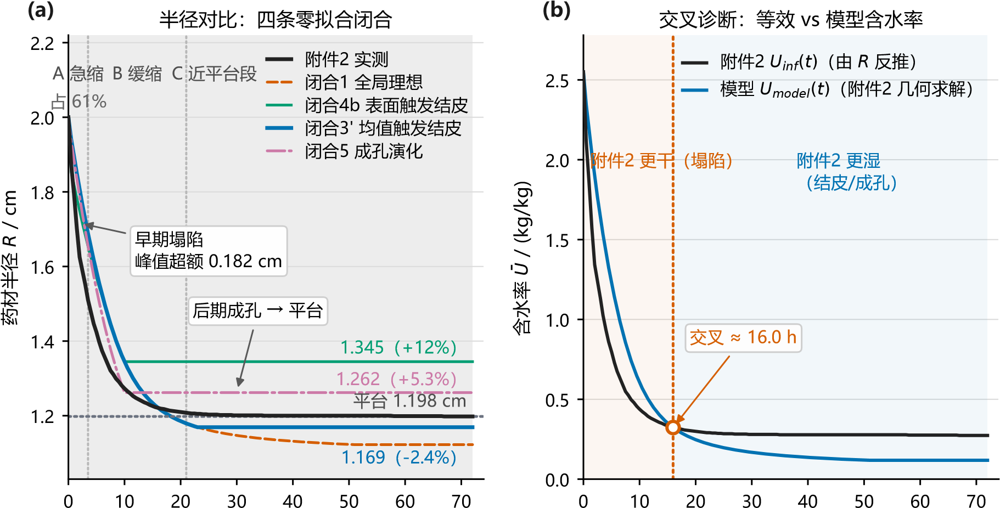 (a)
半径对比：四条零拟合闭合
2.2
2.0
1.8
1.6
1.4
1.2
药材半径 R / cm
A 急缩 B 缓缩 C 近平台段
占 61%
附件2 实测
闭合1 全局理想
闭合4b 表面触发结皮
闭合3' 均值触发结皮
闭合5 成孔演化
早期塌陷
峰值超额 0.182 cm
后期成孔 → 平台
1.345（+12%）
1.262（+5.3%）
平台 1.198 cm
1.169（-2.4%）
0 10 20 30 40 50 60 70
(b)
交叉诊断：等效 vs 模型含水率
2.5
2.0
1.5
1.0
0.5
0.0
含水率 Ū / (kg/kg)
附件2 U_inf(t)（由 R 反推）
模型 U_model(t)（附件2 几何求解）
附件2 更干（塌陷）
附件2 更湿
（结皮/成孔）
交叉 ≈ 16.0 h
0 10 20 30 40 50 60 70